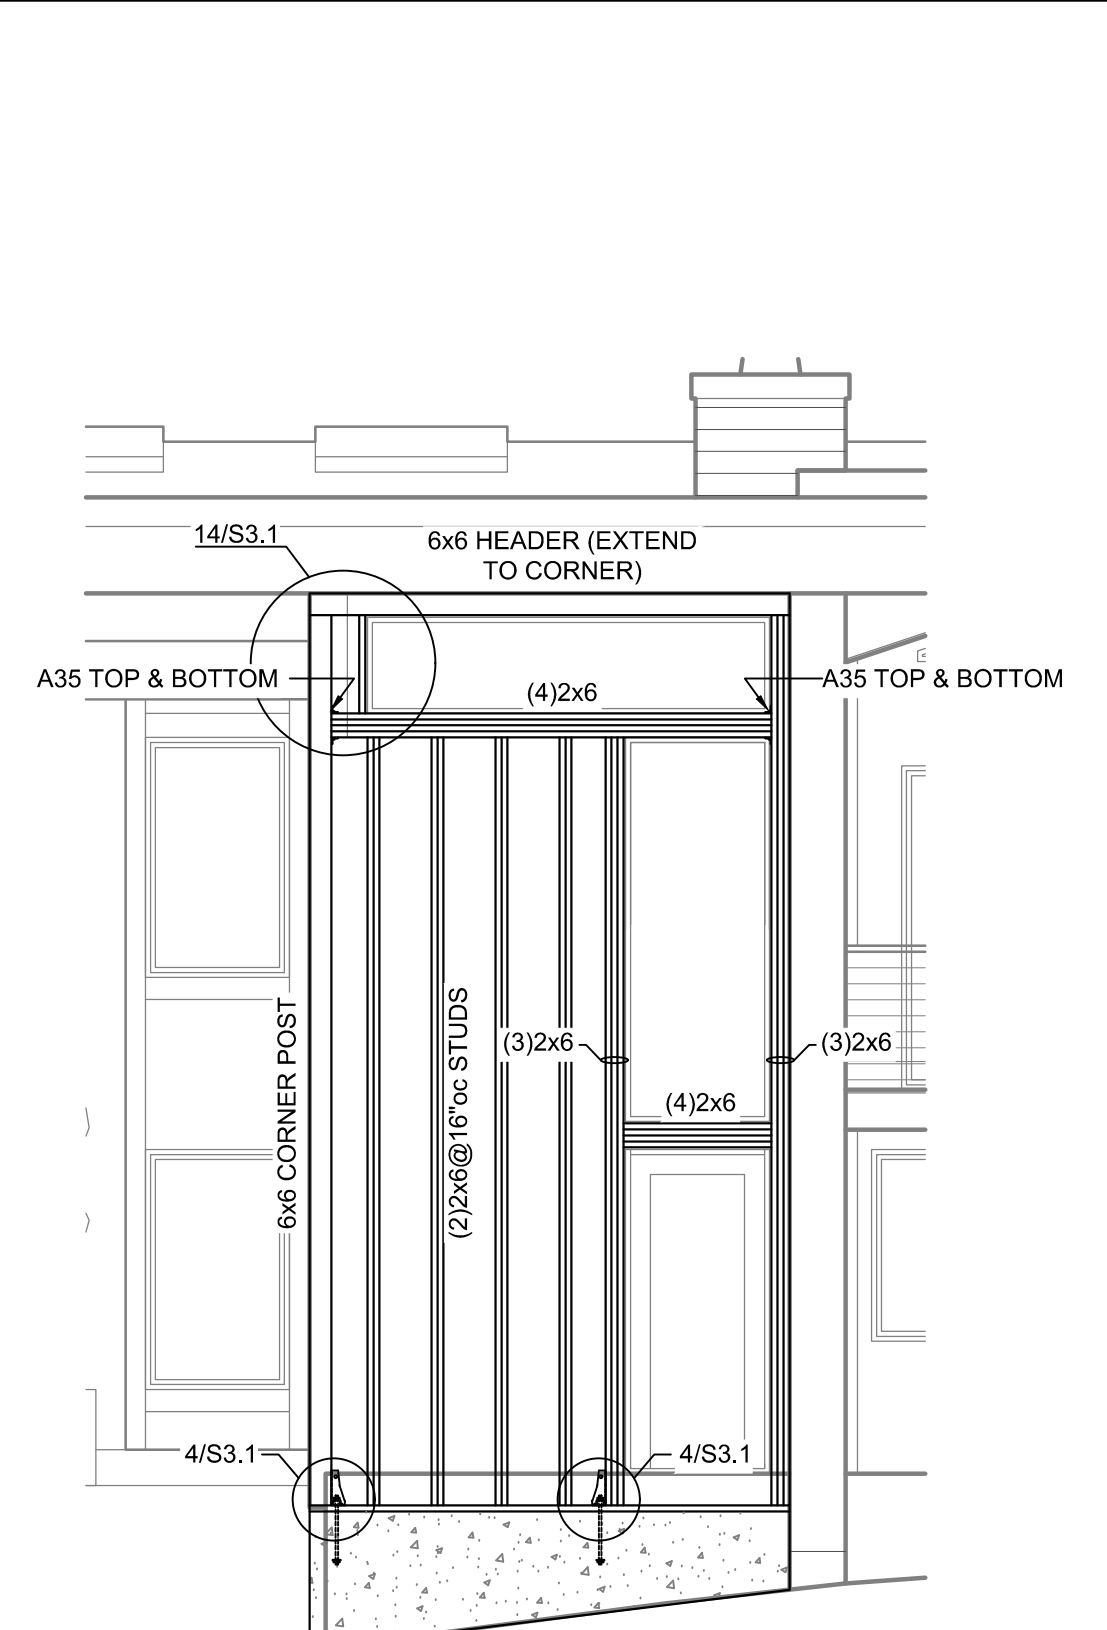 14/S3.1
6x6 HEADER (EXTEND
TO CORNER)
A35 TOP & BOTTOM
(4)2x6
A35 TOP & BOTTOM
6x6 CORNER POST
(2)2x6@16"oc STUDS
(3)2x6
(3)2x6
(4)2x6
4/S3.1
4/S3.1